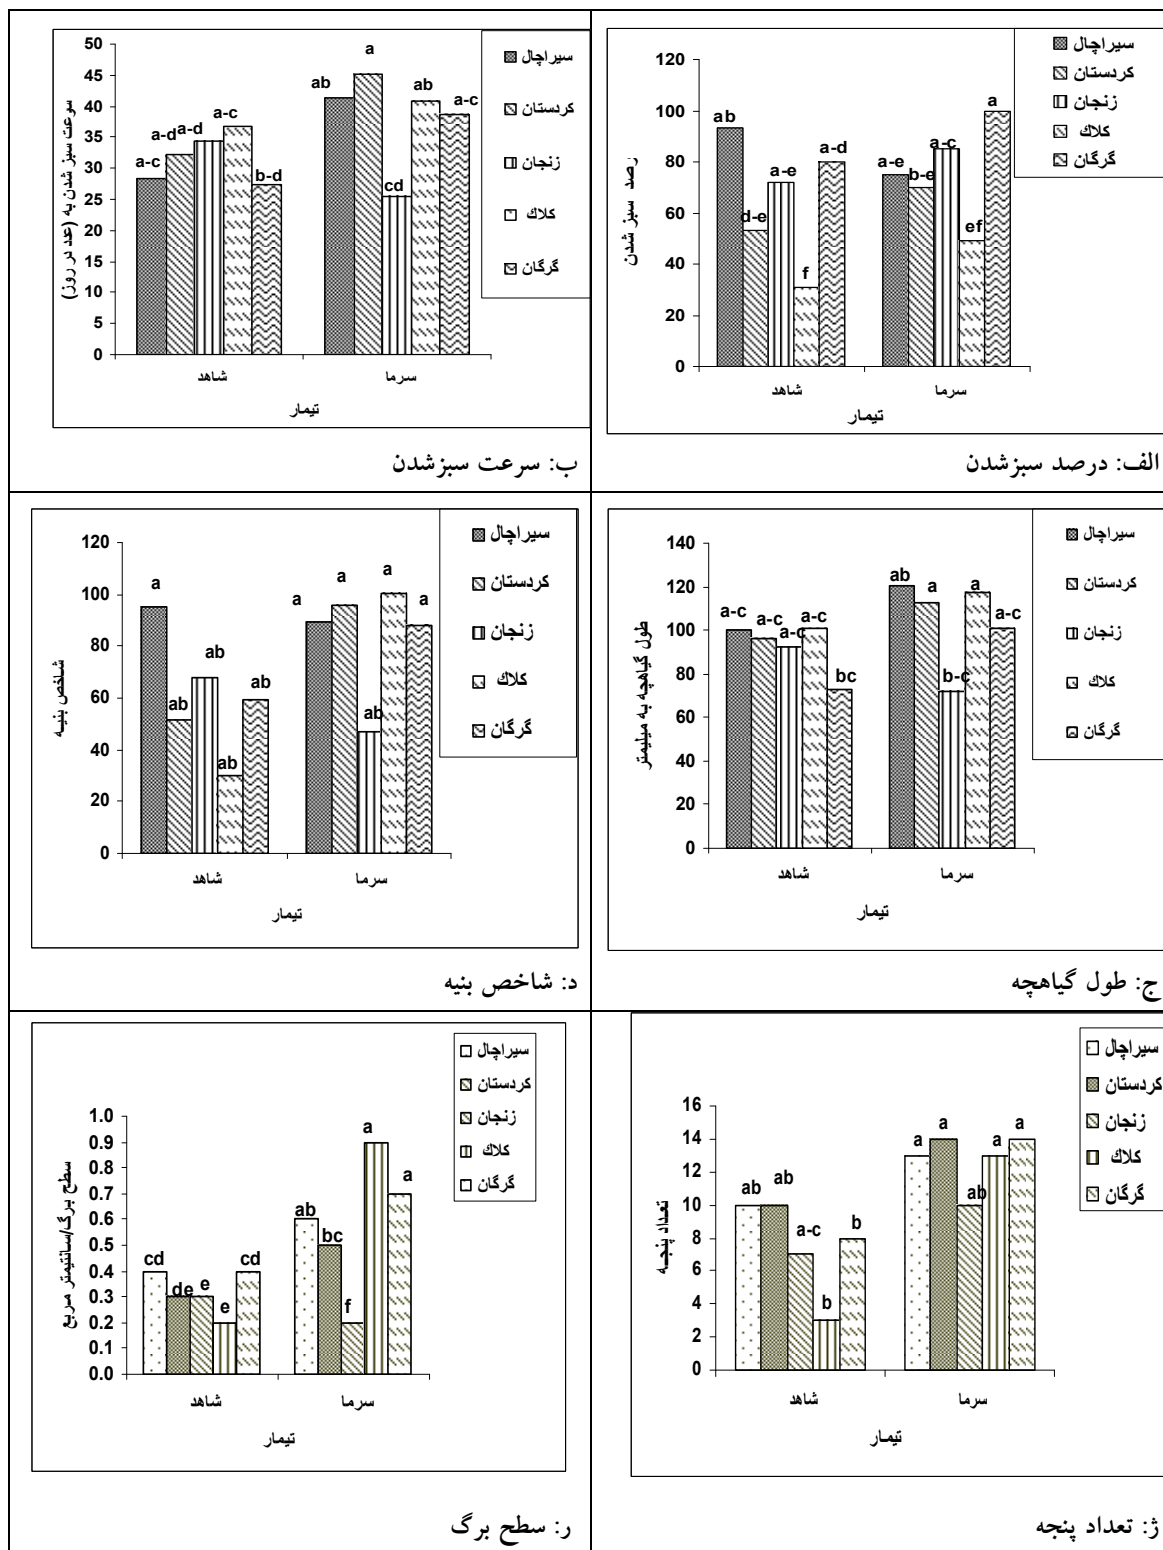 سیراچال
کردستان
زنجان
کلاك
گرگان
120
100
80
60
40
20
0
رصد سبز شدن
ab
d-e
a-e
f
a-d
a-e
b-e
a-c
ef
a
شاهد
سرما
تیمار
الف: درصد سبزشدن
سیراچال
کردستان
زنجان
کلاك
گرگان
50
45
40
35
30
25
20
15
10
5
0
سرعت سبز شدن به (عدد در روز)
a-c
a-d
a-d
a-c
b-d
ab
a
cd
ab
a-c
شاهد
سرما
تیمار
ب: سرعت سبزشدن
سیراچال
کردستان
زنجان
کلاك
گرگان
140
120
100
80
60
40
20
0
طول گیاهچه به میلیمتر
a-c
a-c
a-c
a-c
bc
ab
a
b-c
a
a-c
شاهد
سرما
تیمار
ج: طول گیاهچه
سیراچال
کردستان
زنجان
کلاك
گرگان
120
100
80
60
40
20
0
شاخص بنیه
a
ab
ab
ab
ab
a
a
ab
a
a
شاهد
سرما
تیمار
د: شاخص بنیه
سیراچال
کردستان
زنجان
کلاك
گرگان
16
14
12
10
8
6
4
2
0
تعداد پنجه
ab
ab
a-c
b
b
a
a
ab
a
a
شاهد
سرما
تیمار
ژ: تعداد پنجه
سیراچال
کردستان
زنجان
کلاك
گرگان
1.0
0.9
0.8
0.7
0.6
0.5
0.4
0.3
0.2
0.1
0.0
سطح برگ/سانتیمتر مربع
cd
de
e
e
cd
ab
bc
f
a
a
شاهد
سرما
تیمار
ر: سطح برگ